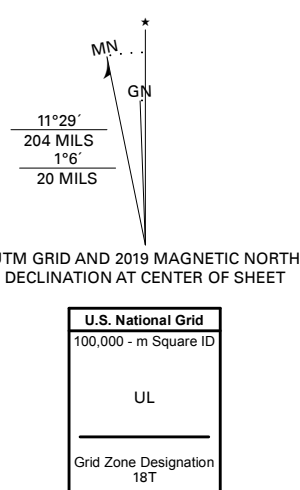 ★
MN
GN
11°29´
204 MILS
1°6´
20 MILS
UTM GRID AND 2019 MAGNETIC NORTH
DECLINATION AT CENTER OF SHEET
U.S. National Grid
100,000 - m Square ID
UL
Grid Zone Designation
18T